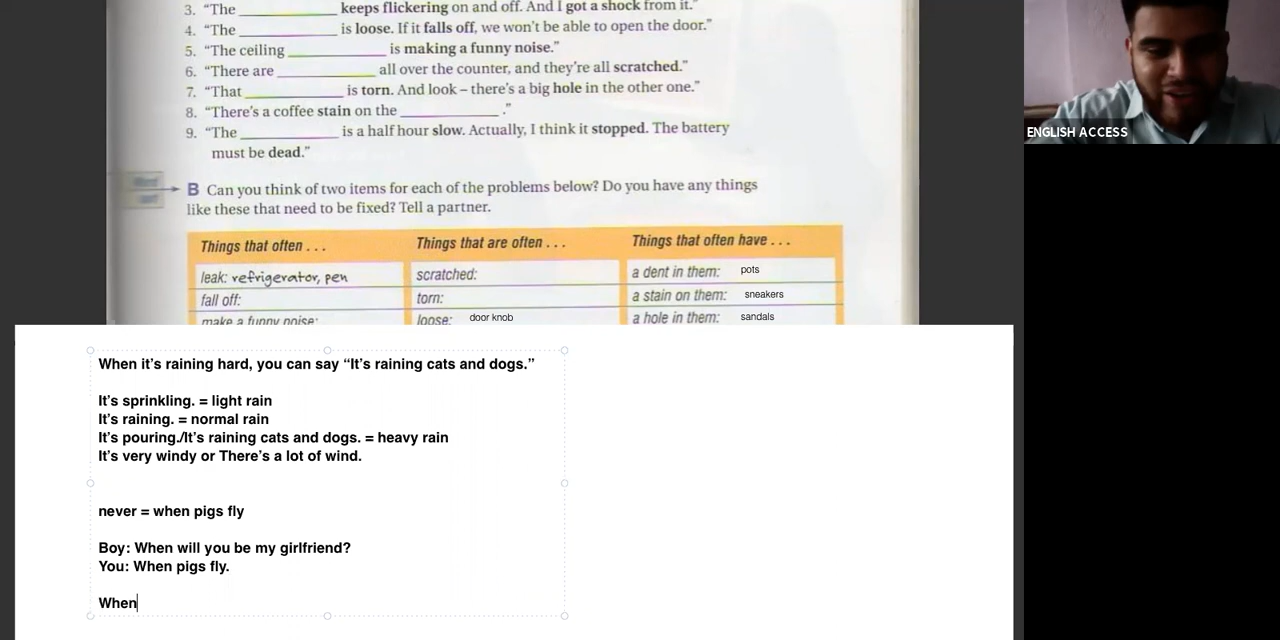 3. “The ____________ keeps flickering on and off. And I got a shock from it.”
4. “The ____________ is loose. If it falls off, we won’t be able to open the door.”
5. “The ceiling ____________ is making a funny noise.”
6. “There are ____________ all over the counter, and they’re all scratched.”
7. “That ____________ is torn. And look – there’s a big hole in the other one.”
8. “There’s a coffee stain on the ____________ .”
9. “The ____________ is a half hour slow. Actually, I think it stopped. The battery
must be dead.”
B Can you think of two items for each of the problems below? Do you have any things
like these that need to be fixed? Tell a partner.
Things that often . . . Things that are often . . . Things that often have . . .
leak: refrigerator, pen scratched: a dent in them: pots
fall off: torn: a stain on them: sneakers
make a funny noise: loose: door knob a hole in them: sandals
When it’s raining hard, you can say “It’s raining cats and dogs.”
It’s sprinkling. = light rain
It’s raining. = normal rain
It’s pouring./It’s raining cats and dogs. = heavy rain
It’s very windy or There’s a lot of wind.
never = when pigs fly
Boy: When will you be my girlfriend?
You: When pigs fly.
When
ENGLISH ACCESS